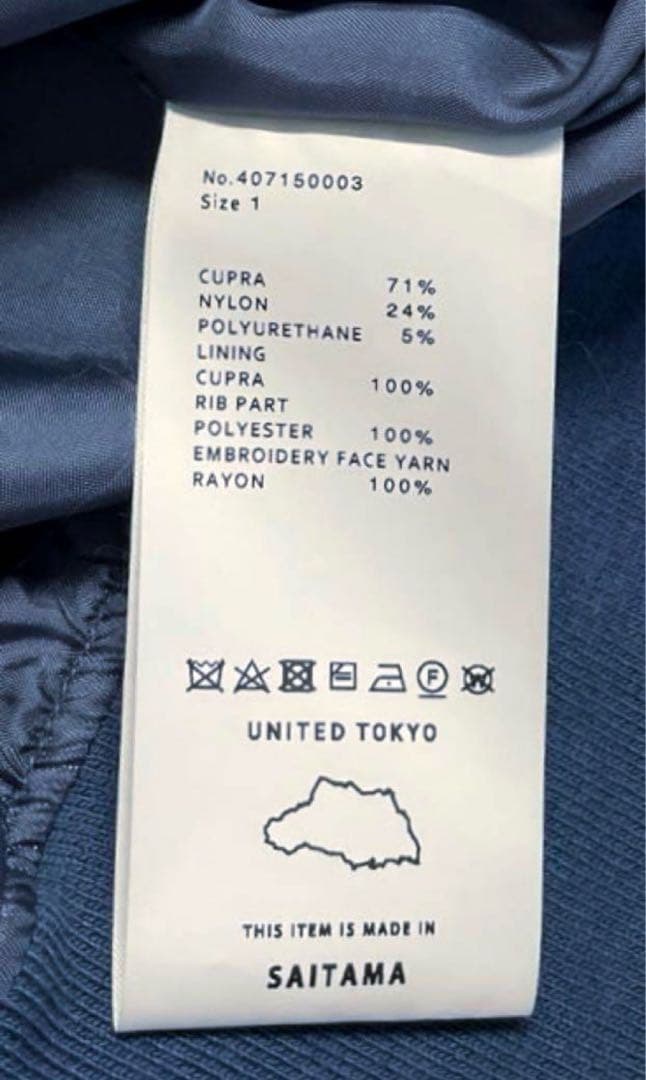 No.407150003
Size 1
CUPRA 71%
NYLON 24%
POLYURETHANE 5%
LINING
CUPRA 100%
RIB PART
POLYESTER 100%
EMBROIDERY FACE YARN
RAYON 100%
F W
UNITED TOKYO
THIS ITEM IS MADE IN
SAITAMA